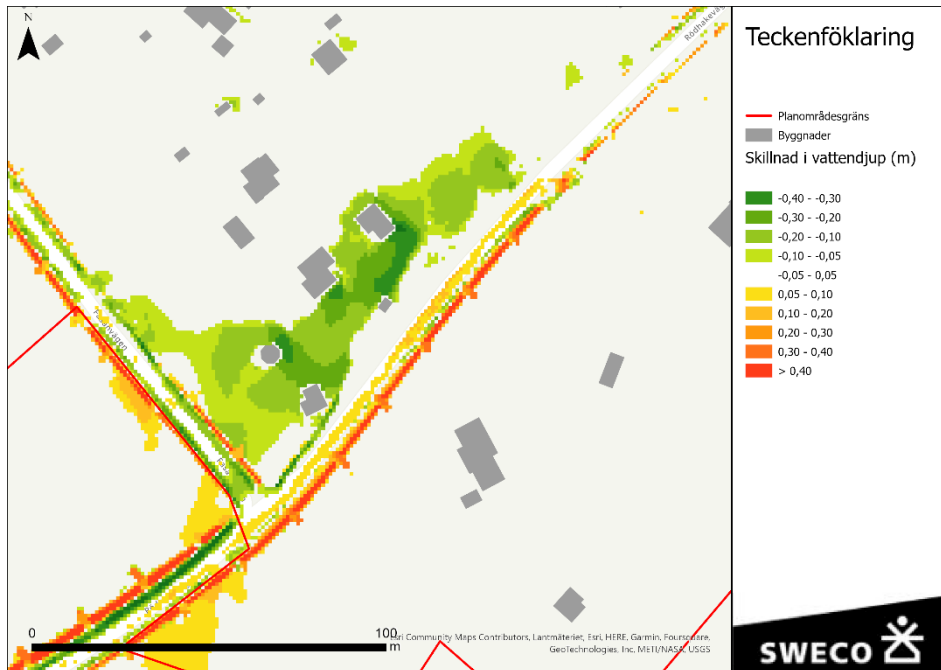 N
Rödhakeväg
Teckenföklaring
Planområdesgräns
Byggnader
Skillnad i vattendjup (m)
-0,40 - -0,30
-0,30 - -0,20
-0,20 - -0,10
-0,10 - -0,05
-0,05 - 0,05
0,05 - 0,10
0,10 - 0,20
0,20 - 0,30
0,30 - 0,40
> 0,40
0
100
m
Esri Community Maps Contributors, Lantmäteriet, Esri, HERE, Garmin, Foursquare,
GeoTechnologies, Inc, METI/NASA, USGS
SWECO